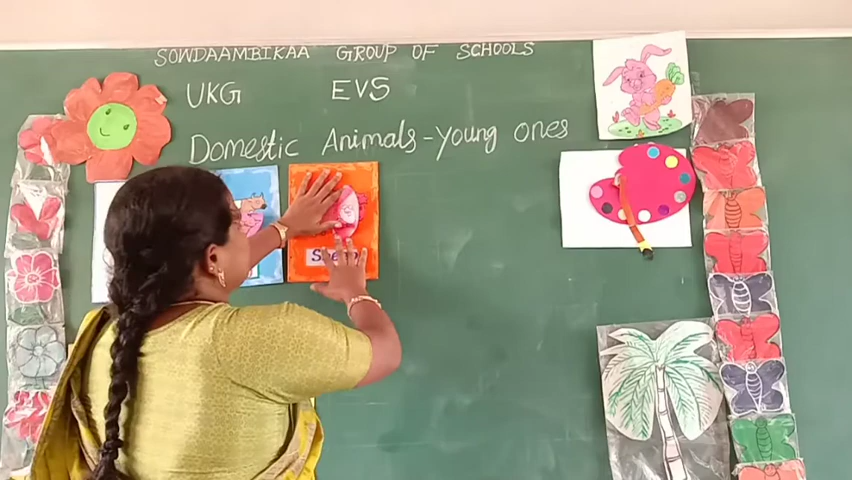 SOWDAAMBIKAA GROUP OF SCHOOLS
UKG EVS
Domestic Animals - young ones